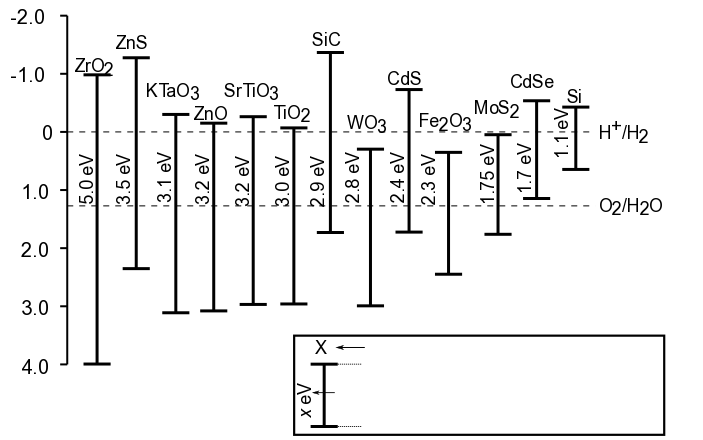 -2.0
-1.0
0
1.0
2.0
3.0
4.0
ZrO2
5.0 eV
ZnS
3.5 eV
KTaO3
3.1 eV
ZnO
3.2 eV
SrTiO3
3.2 eV
TiO2
3.0 eV
SiC
2.9 eV
WO3
2.8 eV
CdS
2.4 eV
Fe2O3
2.3 eV
MoS2
1.75 eV
CdSe
1.7 eV
Si
1.1 eV
H+/H2
O2/H2O
X
x eV